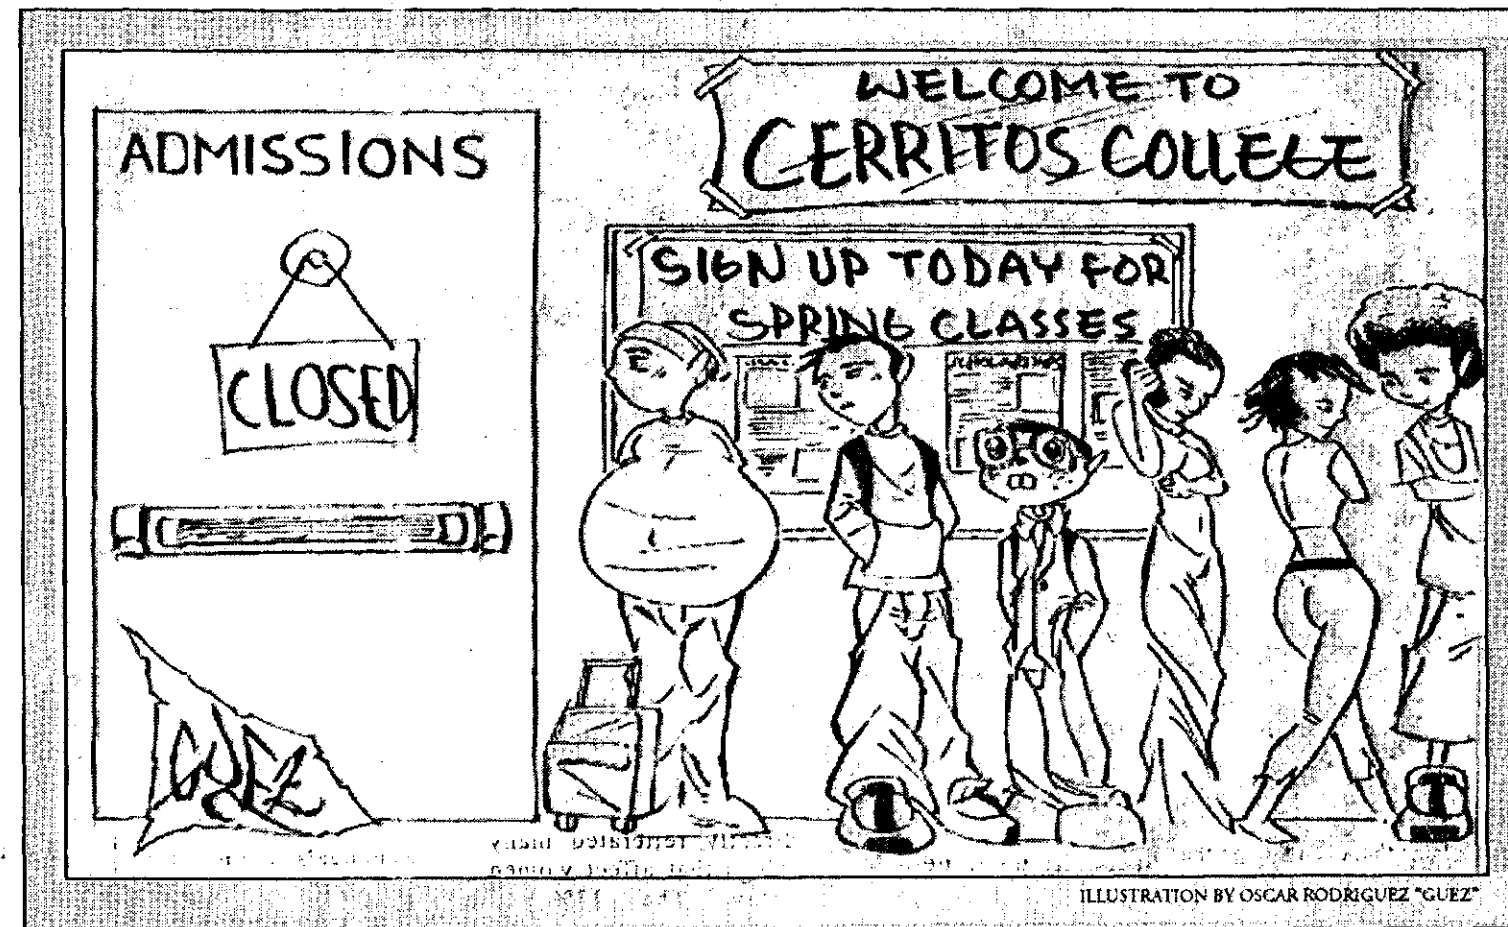 WELCOME TO
CERRITOS COLLEGE
ADMISSIONS
SIGN UP TODAY FOR
SPRING CLASSES
CLOSED
GUEZ
ILLUSTRATION BY OSCAR RODRIGUEZ "GUEZ"